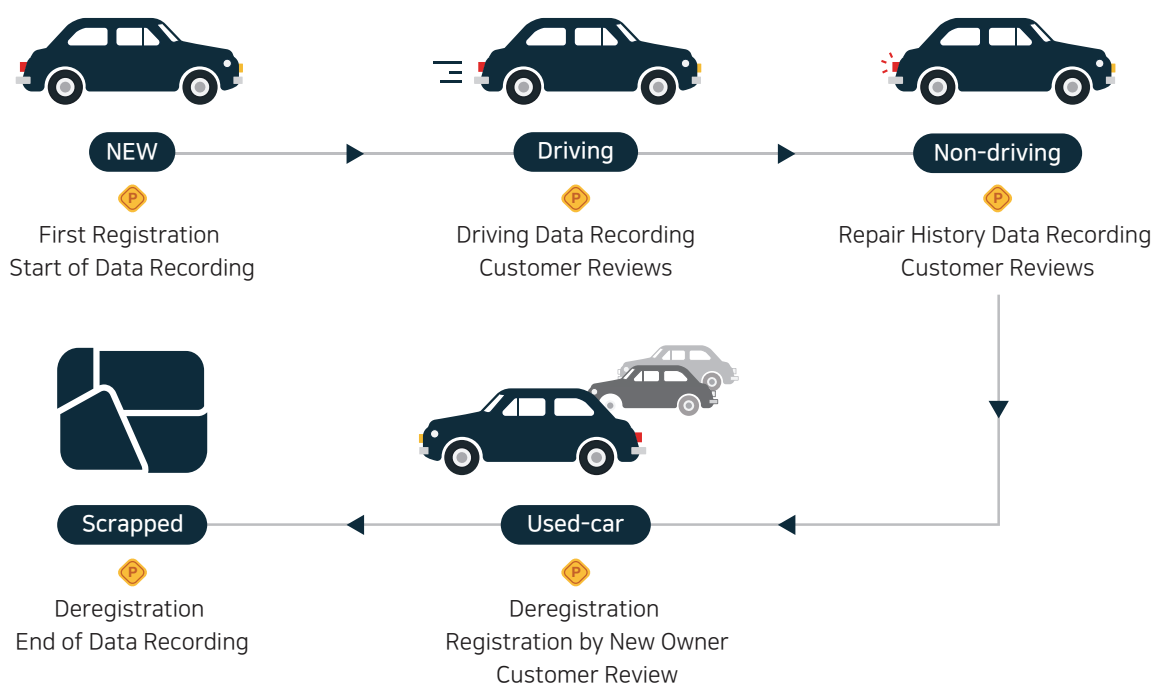 NEW
Driving
Non-driving
P
P
P
First Registration
Start of Data Recording
Driving Data Recording
Customer Reviews
Repair History Data Recording
Customer Reviews
Scrapped
Used-car
P
P
Deregistration
End of Data Recording
Deregistration
Registration by New Owner
Customer Review